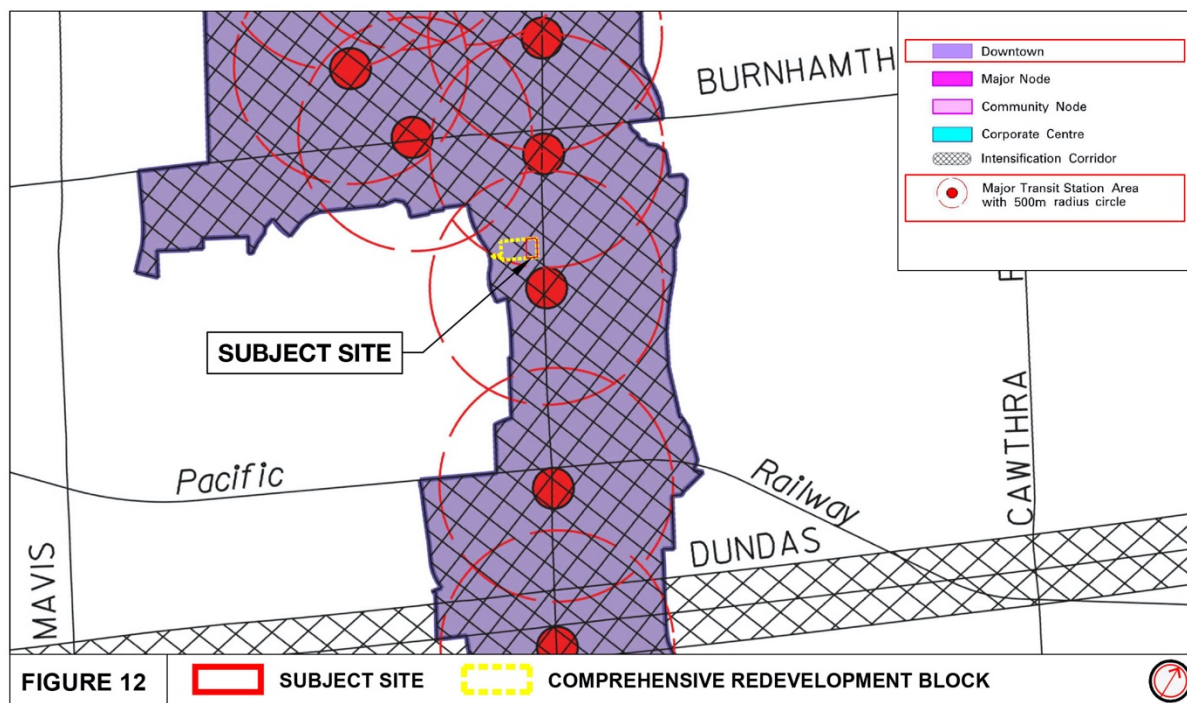 BURNHAMTH
Downtown
Major Node
Community Node
Corporate Centre
Intensification Corridor
Major Transit Station Area
with 500m radius circle
SUBJECT SITE
Pacific
Railway
CAWTHRA
DUNDAS
MAVIS
FIGURE 12
SUBJECT SITE
COMPREHENSIVE REDEVELOPMENT BLOCK